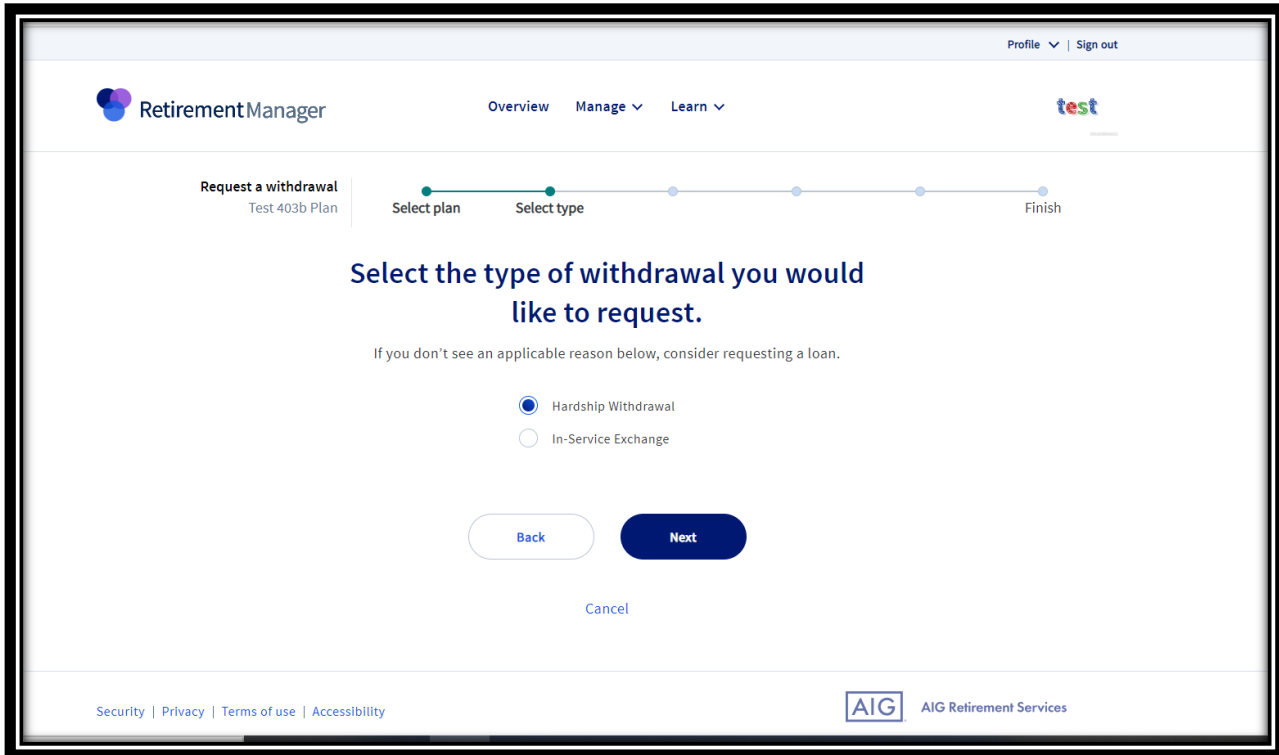 Profile | Sign out
RetirementManager
Overview Manage Learn
test
Request a withdrawal
Test 403b Plan
Select plan Select type Finish
Select the type of withdrawal you would
like to request.
If you don’t see an applicable reason below, consider requesting a loan.
Hardship Withdrawal
In-Service Exchange
Back Next
Cancel
Security | Privacy | Terms of use | Accessibility
AIG AIG Retirement Services